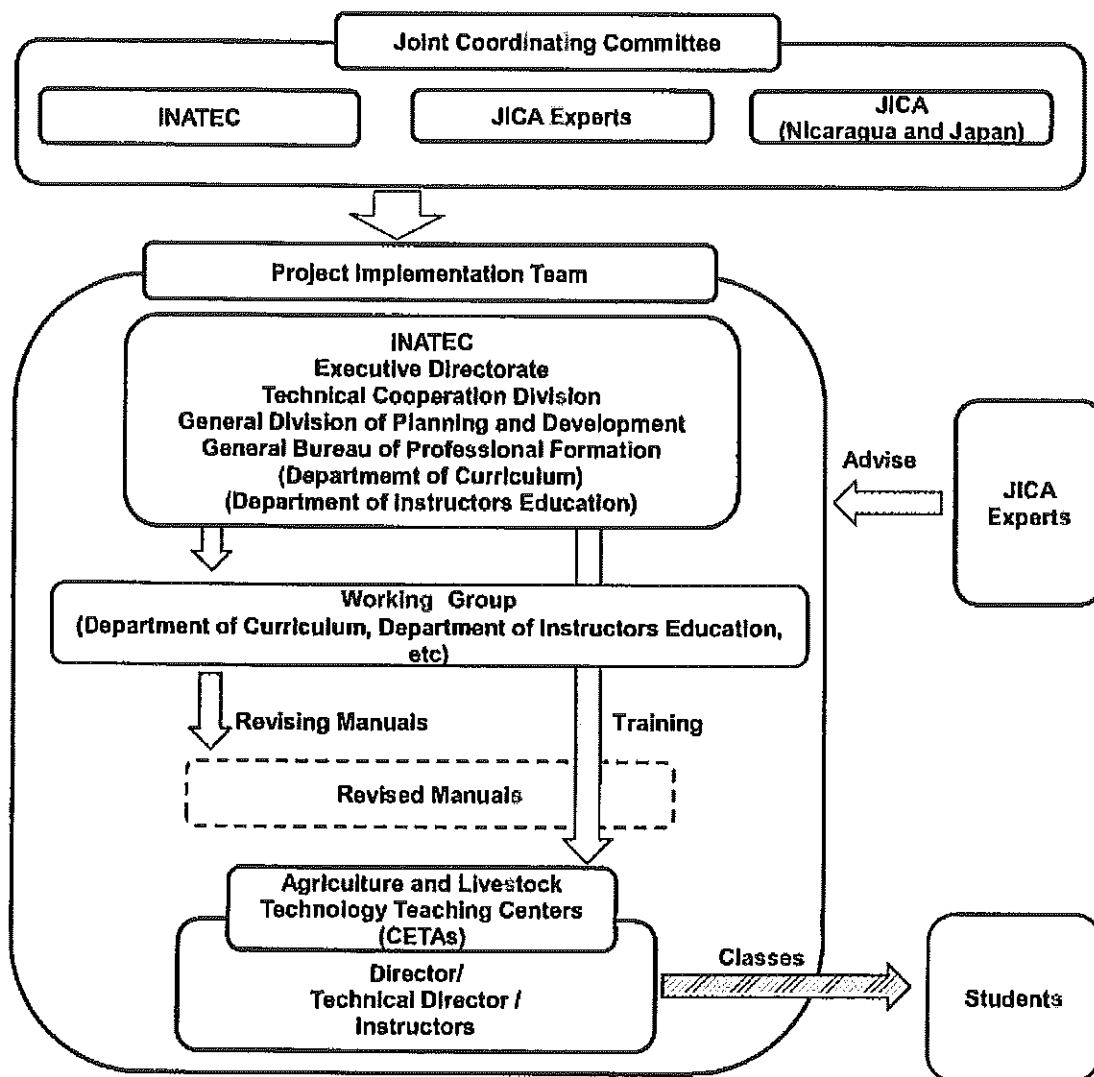 Joint Coordinating Committee
INATEC
JICA Experts
JICA
(Nicaragua and Japan)
Project Implementation Team
INATEC
Executive Directorate
Technical Cooperation Division
General Division of Planning and Development
General Bureau of Professional Formation
(Departmemt of Curriculum)
(Department of Instructors Education)
Advise
JICA
Experts
Working Group
(Department of Curriculum, Department of Instructors Education,
etc)
Revising Manuals
Training
Revised Manuals
Agriculture and Livestock
Technology Teaching Centers
(CETAs)
Director/
Technical Director /
Instructors
Classes
Students